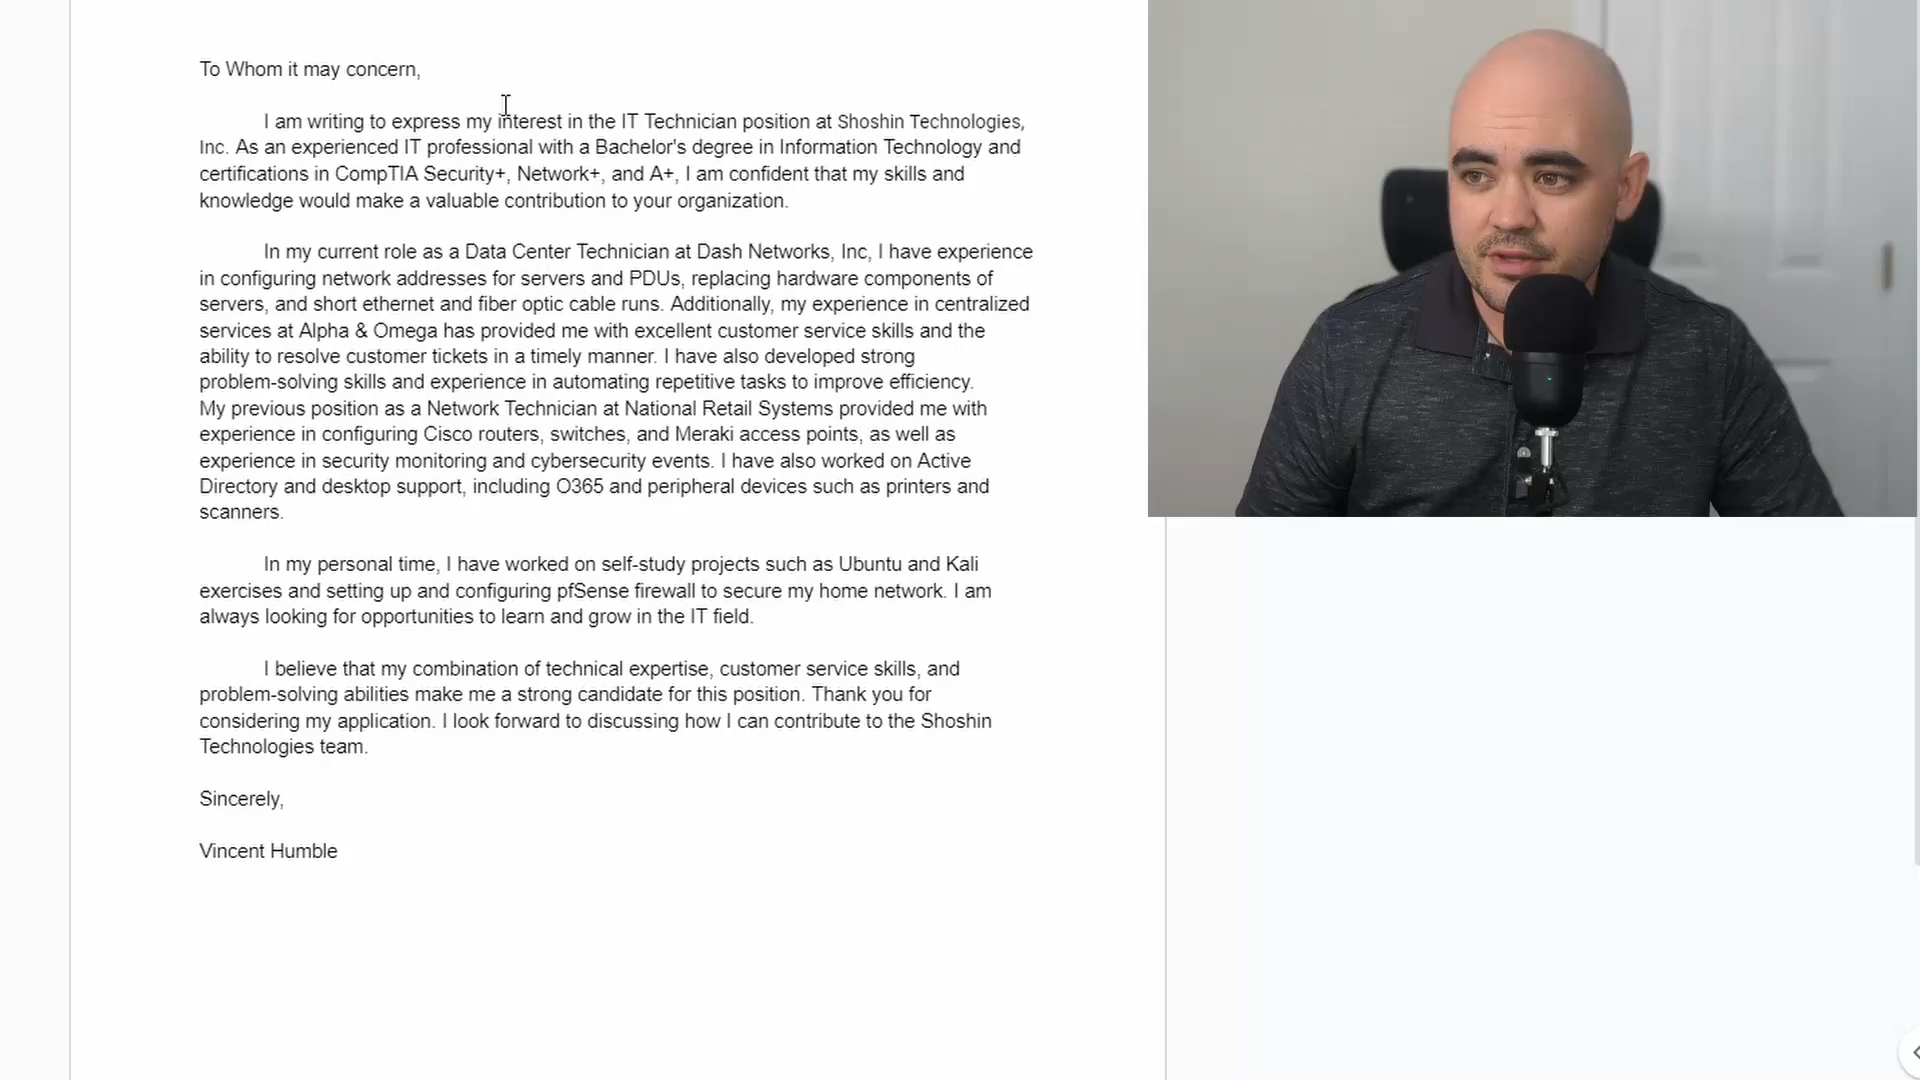 To Whom it may concern,
I am writing to express my interest in the IT Technician position at Shoshin Technologies,
Inc. As an experienced IT professional with a Bachelor's degree in Information Technology and
certifications in CompTIA Security+, Network+, and A+, I am confident that my skills and
knowledge would make a valuable contribution to your organization.
In my current role as a Data Center Technician at Dash Networks, Inc, I have experience
in configuring network addresses for servers and PDUs, replacing hardware components of
servers, and short ethernet and fiber optic cable runs. Additionally, my experience in centralized
services at Alpha & Omega has provided me with excellent customer service skills and the
ability to resolve customer tickets in a timely manner. I have also developed strong
problem-solving skills and experience in automating repetitive tasks to improve efficiency.
My previous position as a Network Technician at National Retail Systems provided me with
experience in configuring Cisco routers, switches, and Meraki access points, as well as
experience in security monitoring and cybersecurity events. I have also worked on Active
Directory and desktop support, including O365 and peripheral devices such as printers and
scanners.
In my personal time, I have worked on self-study projects such as Ubuntu and Kali
exercises and setting up and configuring pfSense firewall to secure my home network. I am
always looking for opportunities to learn and grow in the IT field.
I believe that my combination of technical expertise, customer service skills, and
problem-solving abilities make me a strong candidate for this position. Thank you for
considering my application. I look forward to discussing how I can contribute to the Shoshin
Technologies team.
Sincerely,
Vincent Humble